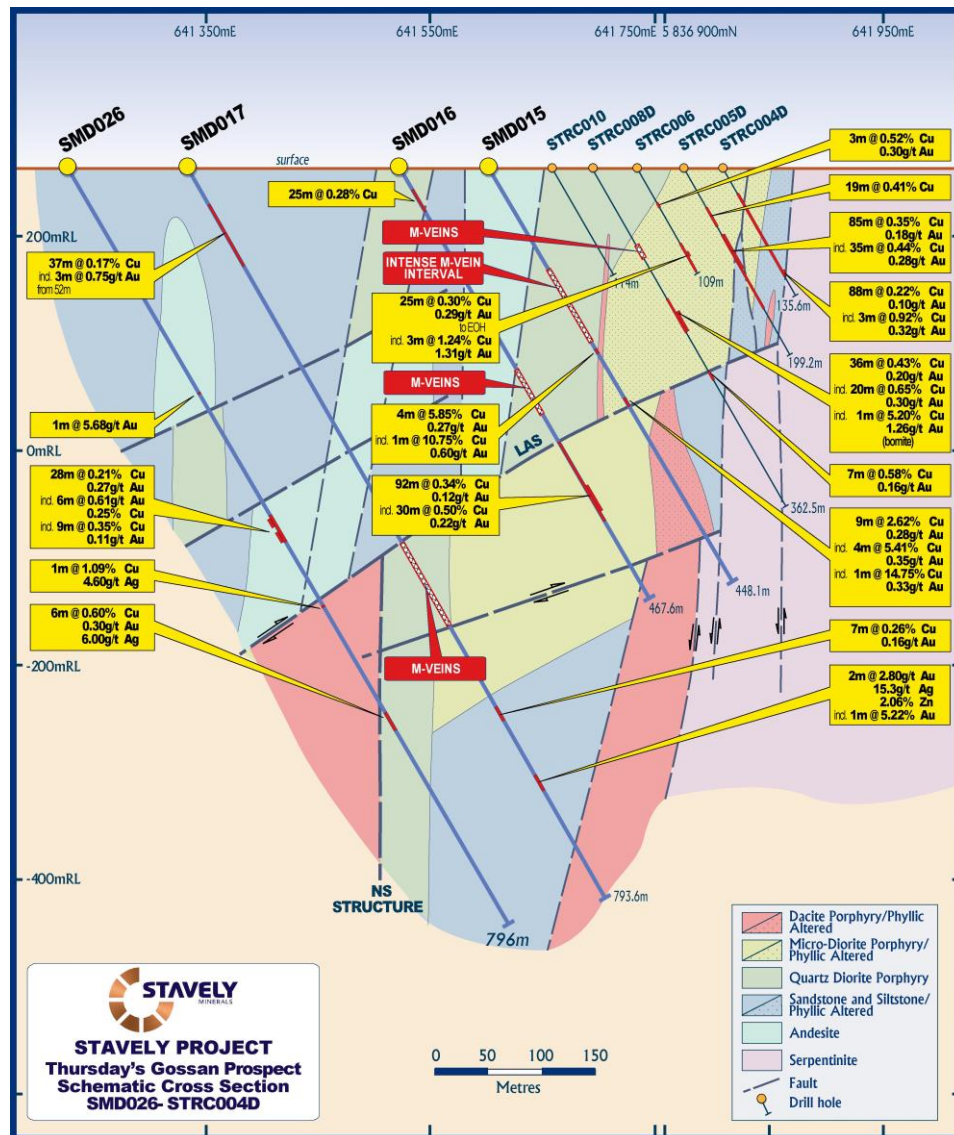 641 350mE
641 550mE
641 750mE 5 836 900mN
641 950mE
SMD026
SMD017
SMD016
SMD015
STRC010
STRC008D
STRC006
STRC005D
STRC004D
surface
3m @ 0.52% Cu
0.30g/t Au
25m @ 0.28% Cu
19m @ 0.41% Cu
200mRL
M-VEINS
85m @ 0.35% Cu
0.18g/t Au
incl. 35m @ 0.44% Cu
0.28g/t Au
37m @ 0.17% Cu
incl. 3m @ 0.75g/t Au
from 52m
INTENSE M-VEIN
INTERVAL
114m
109m
135.6m
88m @ 0.22% Cu
0.10g/t Au
incl. 3m @ 0.92% Cu
0.32g/t Au
25m @ 0.30% Cu
0.29g/t Au
to EOH
incl. 3m @ 1.24% Cu
1.31g/t Au
199.2m
M-VEINS
36m @ 0.43% Cu
0.20g/t Au
incl. 20m @ 0.65% Cu
0.30g/t Au
incl. 1m @ 5.20% Cu
1.26g/t Au
(bornite)
1m @ 5.68g/t Au
4m @ 5.85% Cu
0.27g/t Au
incl. 1m @ 10.75% Cu
0.60g/t Au
0mRL
LAS
28m @ 0.21% Cu
0.27g/t Au
incl. 6m @ 0.61g/t Au
0.25% Cu
incl. 9m @ 0.35% Cu
0.11g/t Au
92m @ 0.34% Cu
0.12g/t Au
incl. 30m @ 0.50% Cu
0.22g/t Au
7m @ 0.58% Cu
0.16g/t Au
362.5m
9m @ 2.62% Cu
0.28g/t Au
incl. 4m @ 5.41% Cu
0.35g/t Au
incl. 1m @ 14.75% Cu
0.33g/t Au
1m @ 1.09% Cu
4.60g/t Ag
467.6m
448.1m
6m @ 0.60% Cu
0.30g/t Au
6.00g/t Ag
7m @ 0.26% Cu
0.16g/t Au
-200mRL
M-VEINS
2m @ 2.80g/t Au
15.3g/t Ag
2.06% Zn
incl. 1m @ 5.22% Au
-400mRL
NS
STRUCTURE
793.6m
796m
Dacite Porphyry/Phyllic
Altered
Micro-Diorite Porphyry/
Phyllic Altered
Quartz Diorite Porphyry
Sandstone and Siltstone/
Phyllic Altered
Andesite
Serpentinite
Fault
Drill hole
STAVELY
MINERALS
STAVELY PROJECT
Thursday's Gossan Prospect
Schematic Cross Section
SMD026- STRC004D
0 50 100 150
Metres